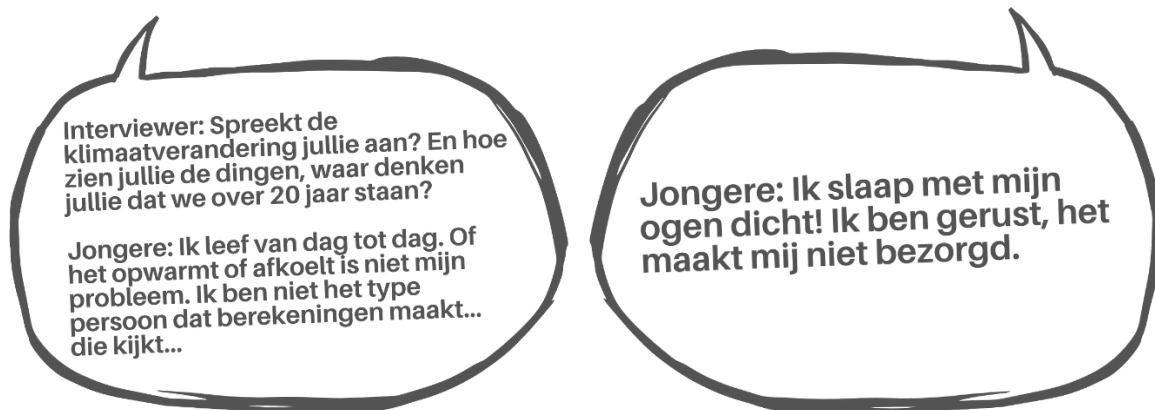 Interviewer: Spreekt de
klimaatverandering jullie aan? En hoe
zien jullie de dingen, waar denken
jullie dat we over 20 jaar staan?
Jongere: Ik leef van dag tot dag. Of
het opwarmt of afkoelt is niet mijn
probleem. Ik ben niet het type
persoon dat berekeningen maakt...
die kijkt...
Jongere: Ik slaap met mijn
ogen dicht! Ik ben gerust, het
maakt mij niet bezorgd.